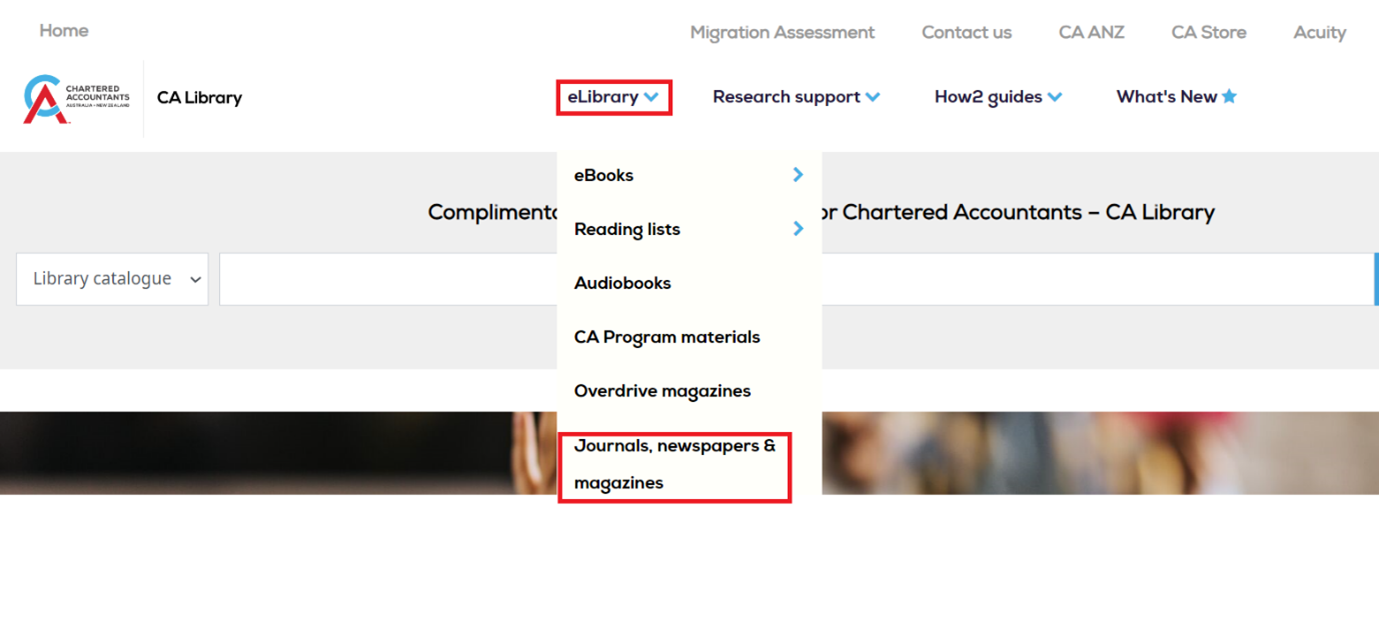 Home
Migration Assessment
Contact us
CA ANZ
CA Store
Acuity
CHARTERED
ACCOUNTANTS
AUSTRALIA + NEW ZEALAND
CA Library
eLibrary
Research support
How2 guides
What's New
eBooks
Complimento
or Chartered Accountants – CA Library
Reading lists
Library catalogue
Audiobooks
CA Program materials
Overdrive magazines
Journals, newspapers &
magazines